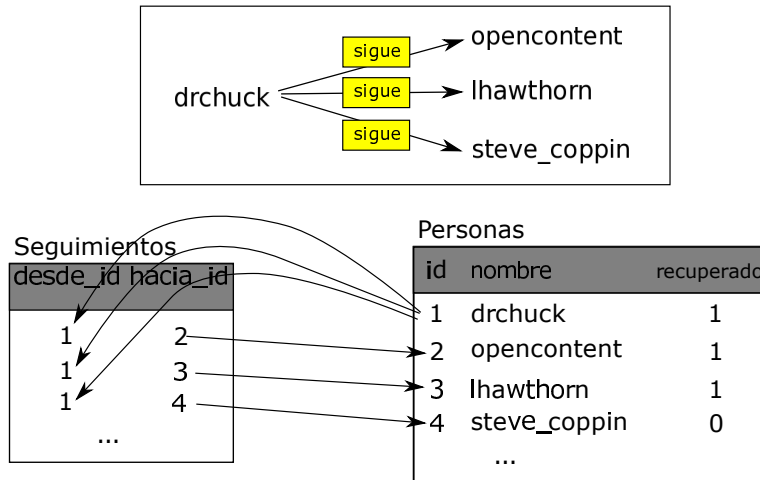 sigue
opencontent
drchuck
sigue
lhawthorn
sigue
steve_coppin
Seguimientos
desde_id hacia_id
1 2
1 3
1 4
...
Personas
id nombre recuperado
1 drchuck 1
2 opencontent 1
3 lhawthorn 1
4 steve_coppin 0
...